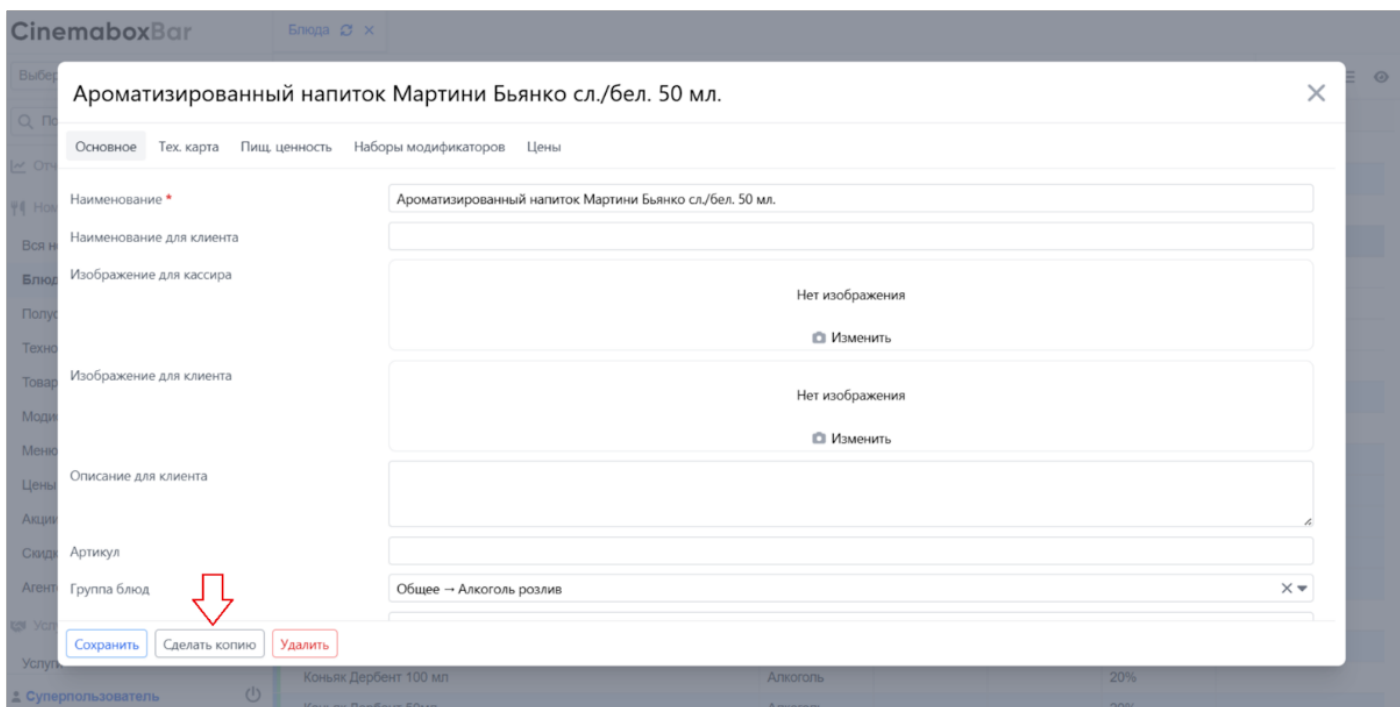 CinemaboxBar
Блюда
Ароматизированный напиток Мартини Бьянко сл./бел. 50 мл.
Основное Тех. карта Пищ. ценность Наборы модификаторов Цены
Наименование * Ароматизированный напиток Мартини Бьянко сл./бел. 50 мл.
Наименование для клиента
Изображение для кассира
Нет изображения
Изменить
Изображение для клиента
Нет изображения
Изменить
Описание для клиента
Артикул
Группа блюд Общее → Алкоголь розлив
Сохранить Сделать копию Удалить
Коньяк Дербент 100 мл Алкоголь 20%
Суперпользователь